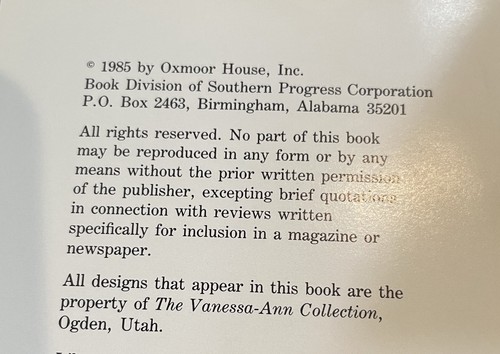 © 1985 by Oxmoor House, Inc.
Book Division of Southern Progress Corporation
P.O. Box 2463, Birmingham, Alabama 35201
All rights reserved. No part of this book
may be reproduced in any form or by any
means without the prior written permission
of the publisher, excepting brief quotations
in connection with reviews written
specifically for inclusion in a magazine or
newspaper.
All designs that appear in this book are the
property of The Vanessa-Ann Collection,
Ogden, Utah.